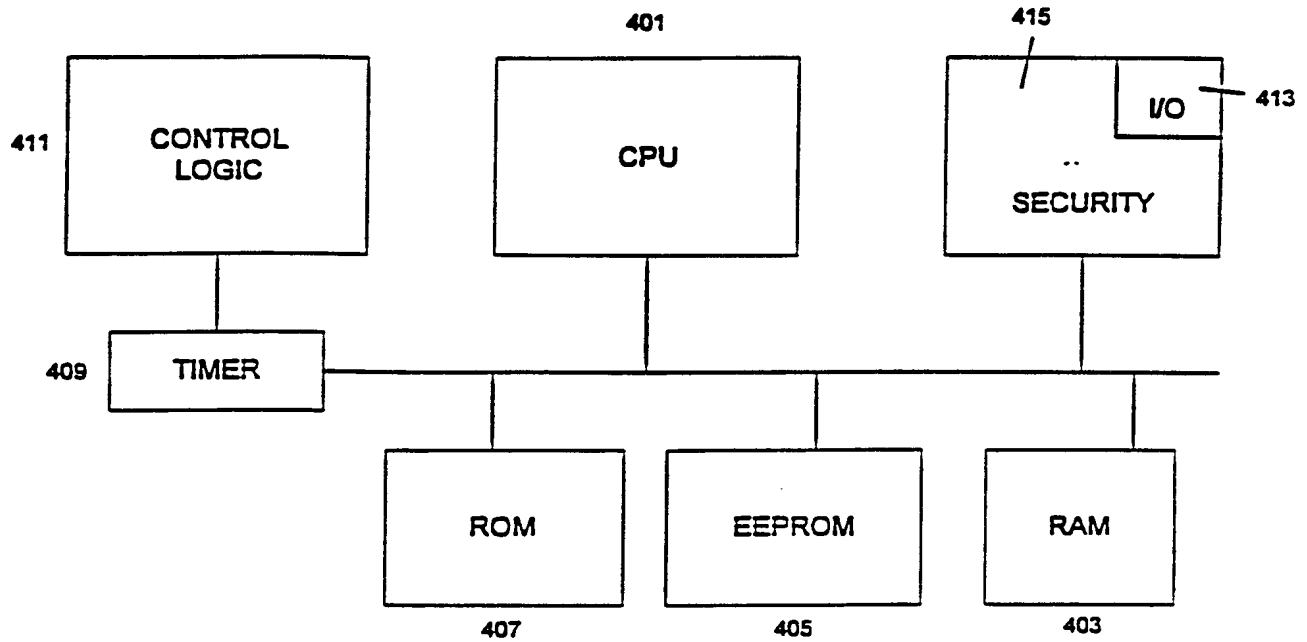 401
415
411
CONTROL
LOGIC
CPU
I/O
413
SECURITY
409
TIMER
ROM
EEPROM
RAM
407
405
403